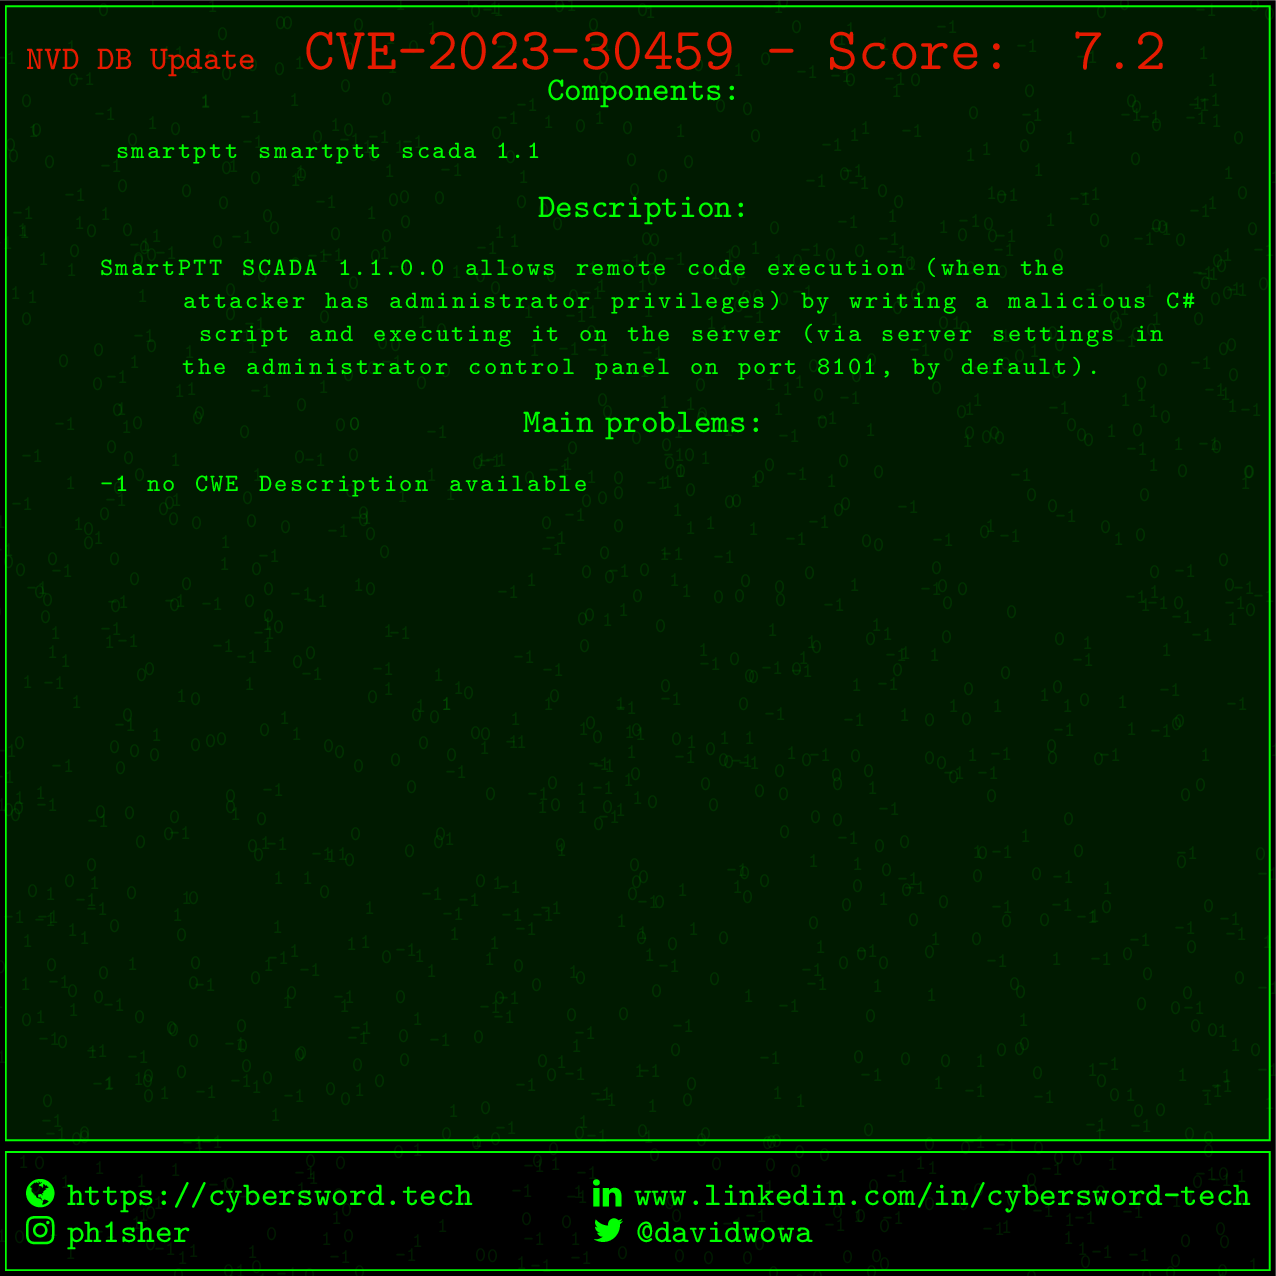 NVD DB Update CVE-2023-30459 - Score: 7.2
Components:
smartptt smartptt scada 1.1
Description:
SmartPTT SCADA 1.1.0.0 allows remote code execution (when the
attacker has administrator privileges) by writing a malicious C#
script and executing it on the server (via server settings in
the administrator control panel on port 8101, by default).
Main problems:
-1 no CWE Description available
https://cybersword.tech
www.linkedin.com/in/cybersword-tech
ph1sher
@davidwowa